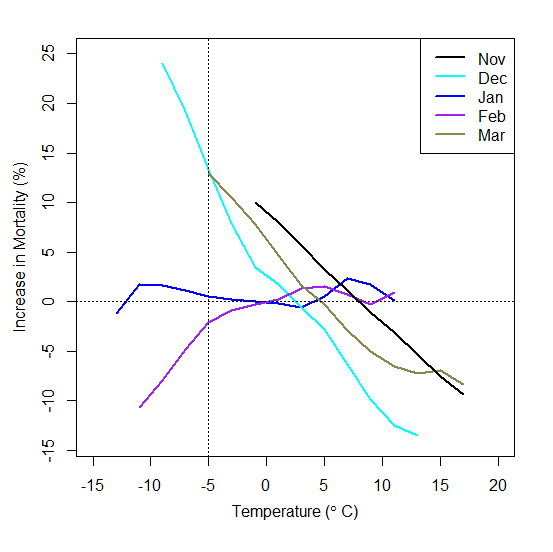 Nov
Dec
Jan
Feb
Mar
25
20
15
10
5
0
-5
-10
-15
Increase in Mortality (%)
-15 -10 -5 0 5 10 15 20
Temperature (° C)